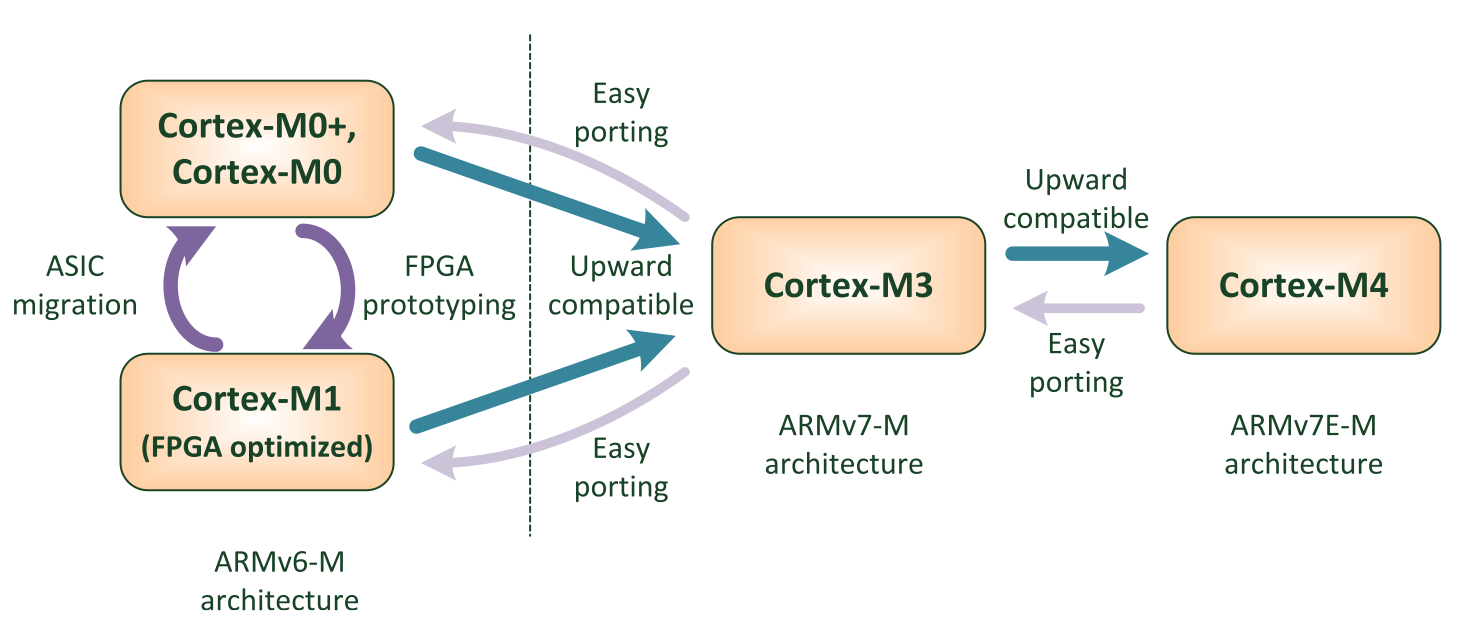 Cortex-M0+,
Cortex-M0
ASIC
migration
FPGA
prototyping
Cortex-M1
(FPGA optimized)
ARMv6-M
architecture
Easy
porting
Upward
compatible
Easy
porting
Cortex-M3
ARMv7-M
architecture
Upward
compatible
Easy
porting
Cortex-M4
ARMv7E-M
architecture